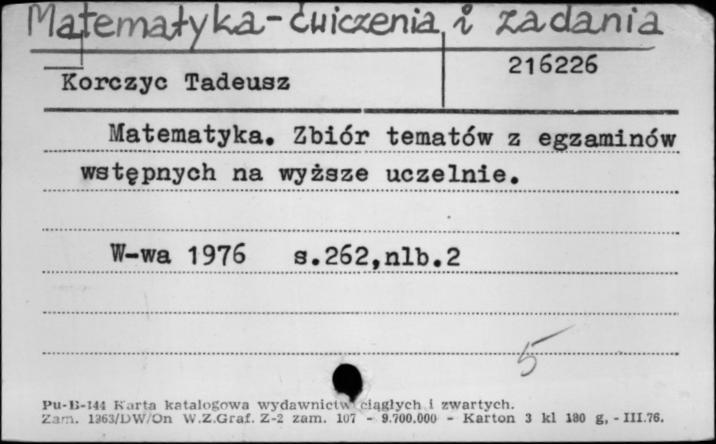 Matematyka - ćwiczenia i zadania
216226
Korczyc Tadeusz
Matematyka. Zbiór tematów z egzaminów
wstępnych na wyższe uczelnie.
W-wa 1976 s.262,nlb.2
5
Pu-B-144 Karta katalogowa wydawnictw ciągłych i zwartych.
Zam. 1363/DW/On W.Z.Graf. Z-2 zam. 107 - 9.700.000 - Karton 3 kl 180 g, - III.76.